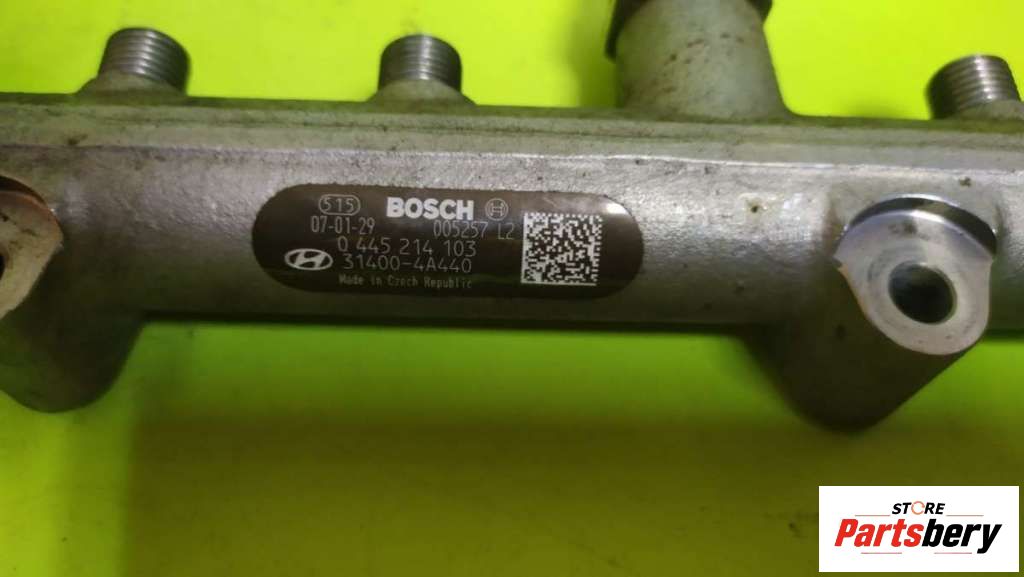 515 BOSCH
07-01-29 005257 L2
0 445 214 103
31400-4A440
Made in Czech Republic
STORE
Partsbery